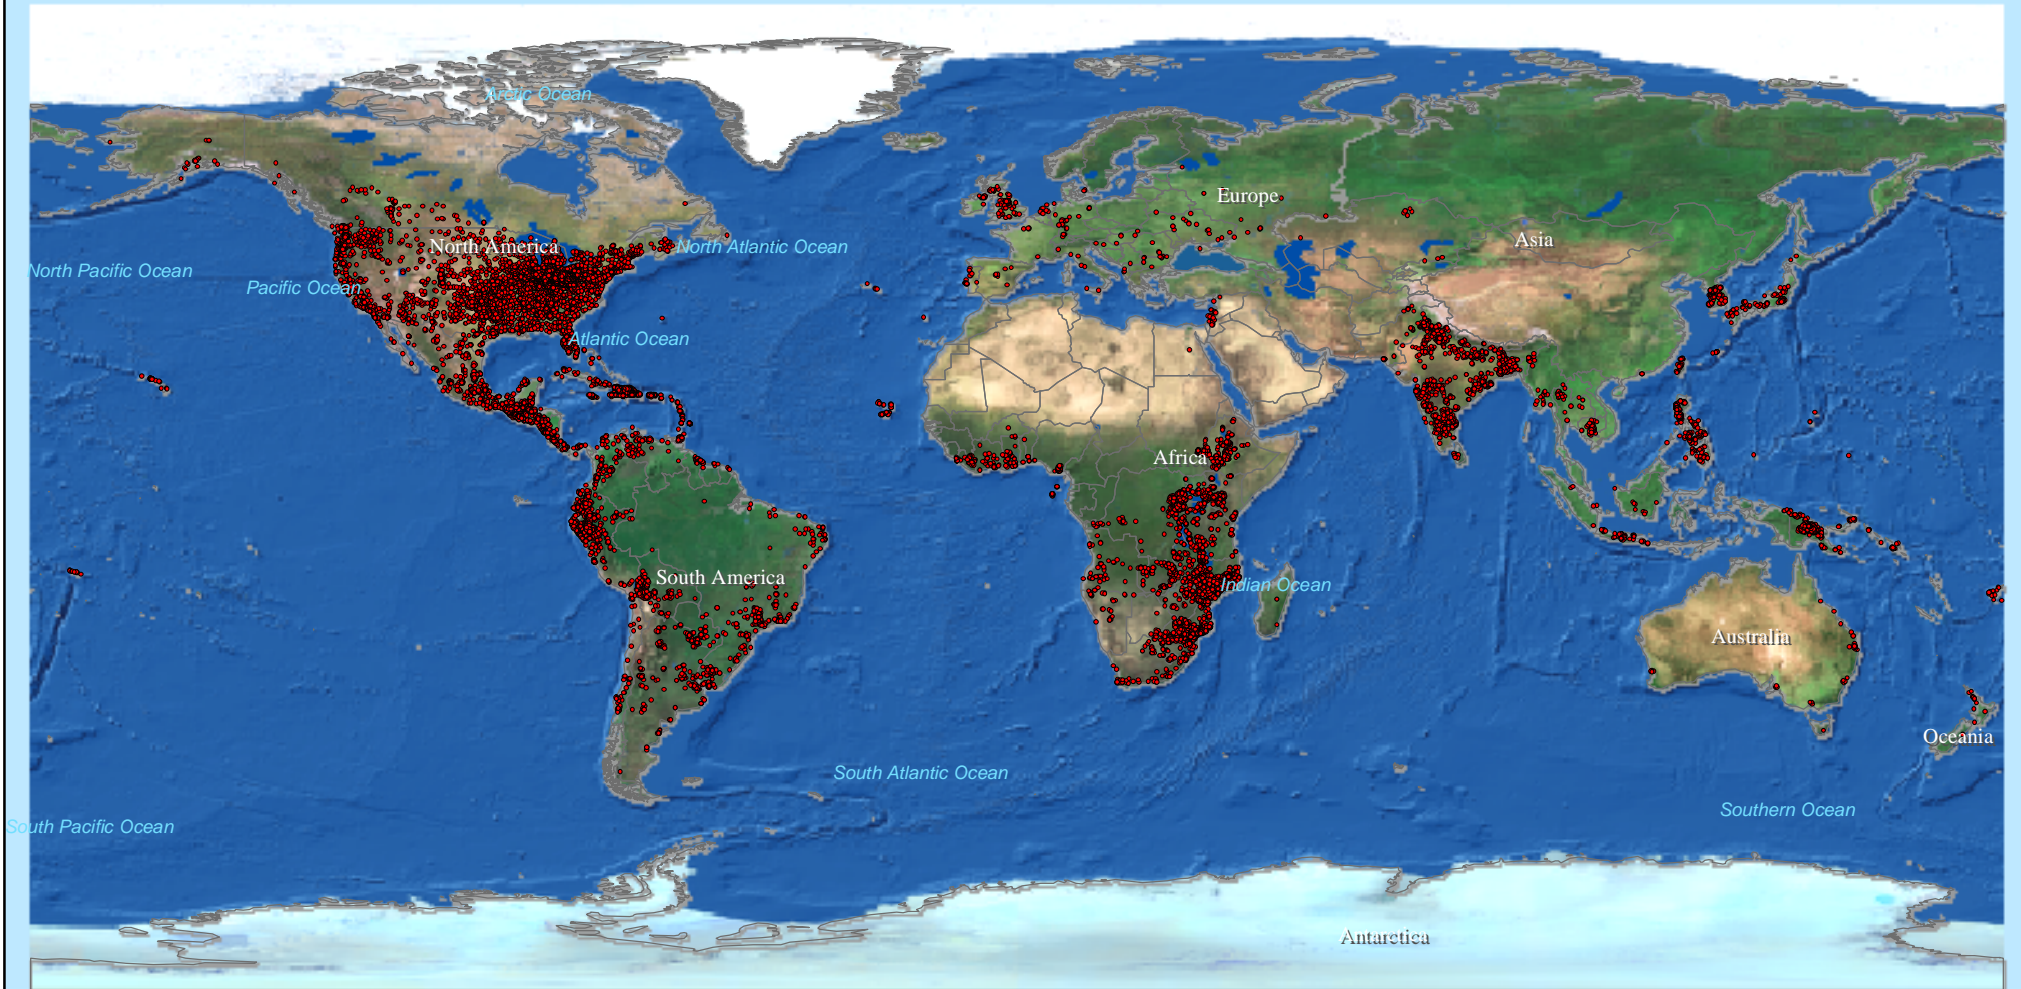 Arctic Ocean
Europe
Asia
North America
North Atlantic Ocean
North Pacific Ocean
Pacific Ocean
Atlantic Ocean
Africa
South America
Indian Ocean
Australia
Oceania
South Atlantic Ocean
Southern Ocean
South Pacific Ocean
Antarctica